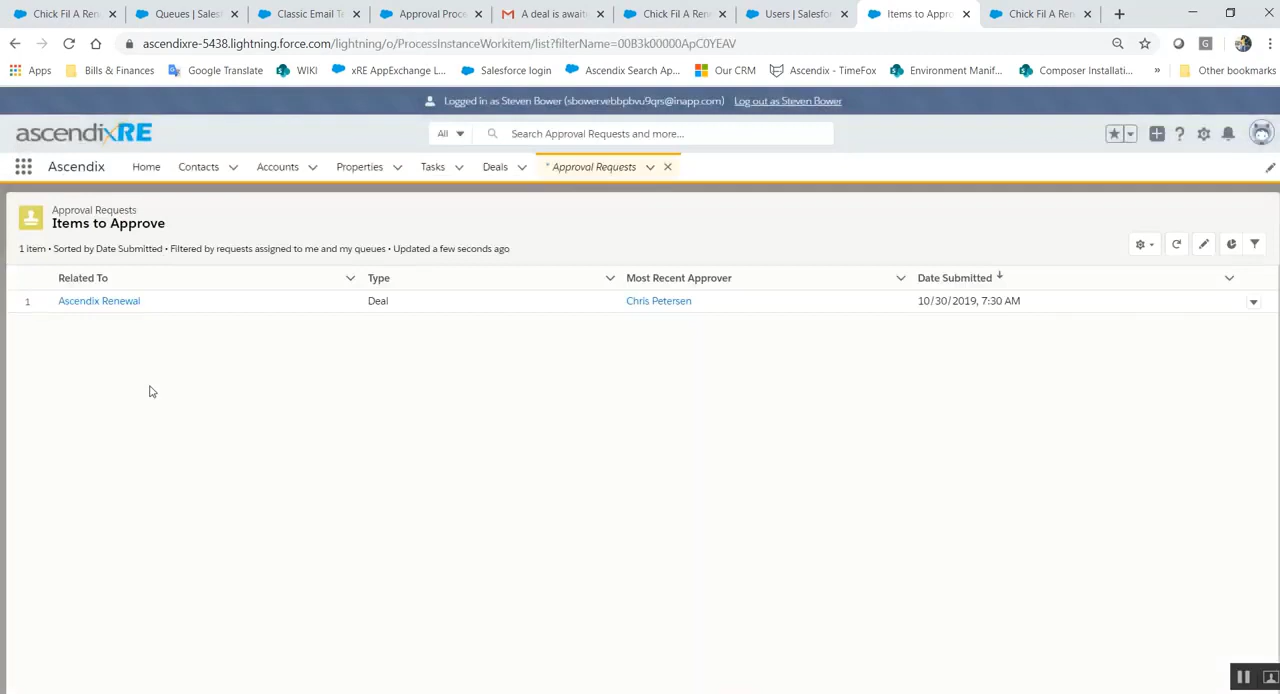 Chick Fil A Ren
Queues | Sales
Classic Email Te
Approval Proce
A deal is await
Chick Fil A Ren
Users | Salesfo
Items to Appro
Chick Fil A Ren
ascendixre-5438.lightning.force.com/lightning/o/ProcessInstanceWorkitem/list?filterName=00B3k00000ApC0YEAV
Apps
Bills & Finances
Google Translate
WIKI
xRE AppExchange L...
Salesforce login
Ascendix Search Ap...
Our CRM
Ascendix - TimeFox
Environment Manif...
Composer Installati...
»
Other bookmarks
Logged in as Steven Bower (sbower.vebbpbvu9qrs@inapp.com)
Log out as Steven Bower
ascendixRE
All
Search Approval Requests and more...
Ascendix
Home
Contacts
Accounts
Properties
Tasks
Deals
* Approval Requests
Approval Requests
Items to Approve
1 item • Sorted by Date Submitted • Filtered by requests assigned to me and my queues • Updated a few seconds ago
Related To
Type
Most Recent Approver
Date Submitted
1
Ascendix Renewal
Deal
Chris Petersen
10/30/2019, 7:30 AM